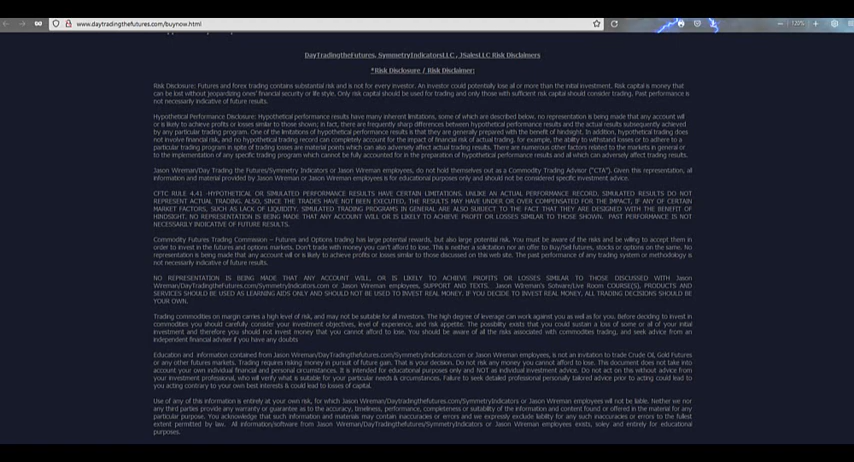 www.daytradingthefutures.com/buynow.html
120%
DayTradingtheFutures, SymmetryIndicatorsLLC, JSalesLLC Risk Disclaimers
*Risk Disclosure / Risk Disclaimer:
Risk Disclosure: Futures and forex trading contains substantial risk and is not for every investor. An investor could potentially lose all or more than the initial investment. Risk capital is money that
can be lost without jeopardizing ones' financial security or life style. Only risk capital should be used for trading and only those with sufficient risk capital should consider trading. Past performance is
not necessarily indicative of future results.
Hypothetical Performance Disclosure: Hypothetical performance results have many inherent limitations, some of which are described below. no representation is being made that any account will
or is likely to achieve profits or losses similar to those shown; in fact, there are frequently sharp differences between hypothetical performance results and the actual results subsequently achieved
by any particular trading program. One of the limitations of hypothetical performance results is that they are generally prepared with the benefit of hindsight. In addition, hypothetical trading does
not involve financial risk, and no hypothetical trading record can completely account for the impact of financial risk of actual trading. for example, the ability to withstand losses or to adhere to a
particular trading program in spite of trading losses are material points which can also adversely affect actual trading results. There are numerous other factors related to the markets in general or
to the implementation of any specific trading program which cannot be fully accounted for in the preparation of hypothetical performance results and all which can adversely affect trading results.
Jason Wireman/Day Trading the Futures/Symmetry Indicators or Jason Wireman employees, do not hold themselves out as a Commodity Trading Advisor ("CTA"). Given this representation, all
information and material provided by Jason Wireman or Jason Wireman employees is for educational purposes only and should not be considered specific investment advice.
CFTC RULE 4.41 -HYPOTHETICAL OR SIMULATED PERFORMANCE RESULTS HAVE CERTAIN LIMITATIONS. UNLIKE AN ACTUAL PERFORMANCE RECORD, SIMULATED RESULTS DO NOT
REPRESENT ACTUAL TRADING. ALSO, SINCE THE TRADES HAVE NOT BEEN EXECUTED, THE RESULTS MAY HAVE UNDER OR OVER COMPENSATED FOR THE IMPACT, IF ANY OF CERTAIN
MARKET FACTORS, SUCH AS LACK OF LIQUIDITY. SIMULATED TRADING PROGRAMS IN GENERAL ARE ALSO SUBJECT TO THE FACT THAT THEY ARE DESIGNED WITH THE BENEFIT OF
HINDSIGHT. NO REPRESENTATION IS BEING MADE THAT ANY ACCOUNT WILL OR IS LIKELY TO ACHIEVE PROFIT OR LOSSES SIMILAR TO THOSE SHOWN. PAST PERFORMANCE IS NOT
NECESSARILY INDICATIVE OF FUTURE RESULTS.
Commodity Futures Trading Commission – Futures and Options trading has large potential rewards, but also large potential risk. You must be aware of the risks and be willing to accept them in
order to invest in the futures and options markets. Don't trade with money you can't afford to lose. This is neither a solicitation nor an offer to Buy/Sell futures, stocks or options on the same. No
representation is being made that any account will or is likely to achieve profits or losses similar to those discussed on this web site. The past performance of any trading system or methodology is
not necessarily indicative of future results.
NO REPRESENTATION IS BEING MADE THAT ANY ACCOUNT WILL, OR IS LIKELY TO ACHIEVE PROFITS OR LOSSES SIMILAR TO THOSE DISCUSSED WITH Jason
Wireman/DayTradingthefutures.com/SymmetryIndicators.com or Jason Wireman employees, SUPPORT AND TEXTS. Jason Wireman's Sotware/Live Room COURSE(S), PRODUCTS AND
SERVICES SHOULD BE USED AS LEARNING AIDS ONLY AND SHOULD NOT BE USED TO INVEST REAL MONEY. IF YOU DECIDE TO INVEST REAL MONEY, ALL TRADING DECISIONS SHOULD BE
YOUR OWN.
Trading commodities on margin carries a high level of risk, and may not be suitable for all investors. The high degree of leverage can work against you as well as for you. Before deciding to invest in
commodities you should carefully consider your investment objectives, level of experience, and risk appetite. The possibility exists that you could sustain a loss of some or all of your initial
investment and therefore you should not invest money that you cannot afford to lose. You should be aware of all the risks associated with commodities trading, and seek advice from an
independent financial adviser if you have any doubts
Education and information contained from Jason Wireman/DayTradingthefutures.com/SymmetryIndicators.com or Jason Wireman employees, is not an invitation to trade Crude Oil, Gold Futures
or any other futures markets. Trading requires risking money in pursuit of future gain. That is your decision. Do not risk any money you cannot afford to lose. This document does not take into
account your own individual financial and personal circumstances. It is intended for educational purposes only and NOT as individual investment advice. Do not act on this without advice from
your investment professional, who will verify what is suitable for your particular needs & circumstances. Failure to seek detailed professional personally tailored advice prior to acting could lead to
you acting contrary to your own best interests & could lead to losses of capital.
Use of any of this information is entirely at your own risk, for which Jason Wireman/Daytradingthefutures.com/SymmetryIndicators or Jason Wireman employees will not be liable. Neither we nor
any third parties provide any warranty or guarantee as to the accuracy, timeliness, performance, completeness or suitability of the information and content found or offered in the material for any
particular purpose. You acknowledge that such information and materials may contain inaccuracies or errors and we expressly exclude liability for any such inaccuracies or errors to the fullest
extent permitted by law. All information/software from Jason Wireman/DayTradingthefutures/SymmetryIndicators or Jason Wireman employees exists, soley and entirely for educational
purposes.